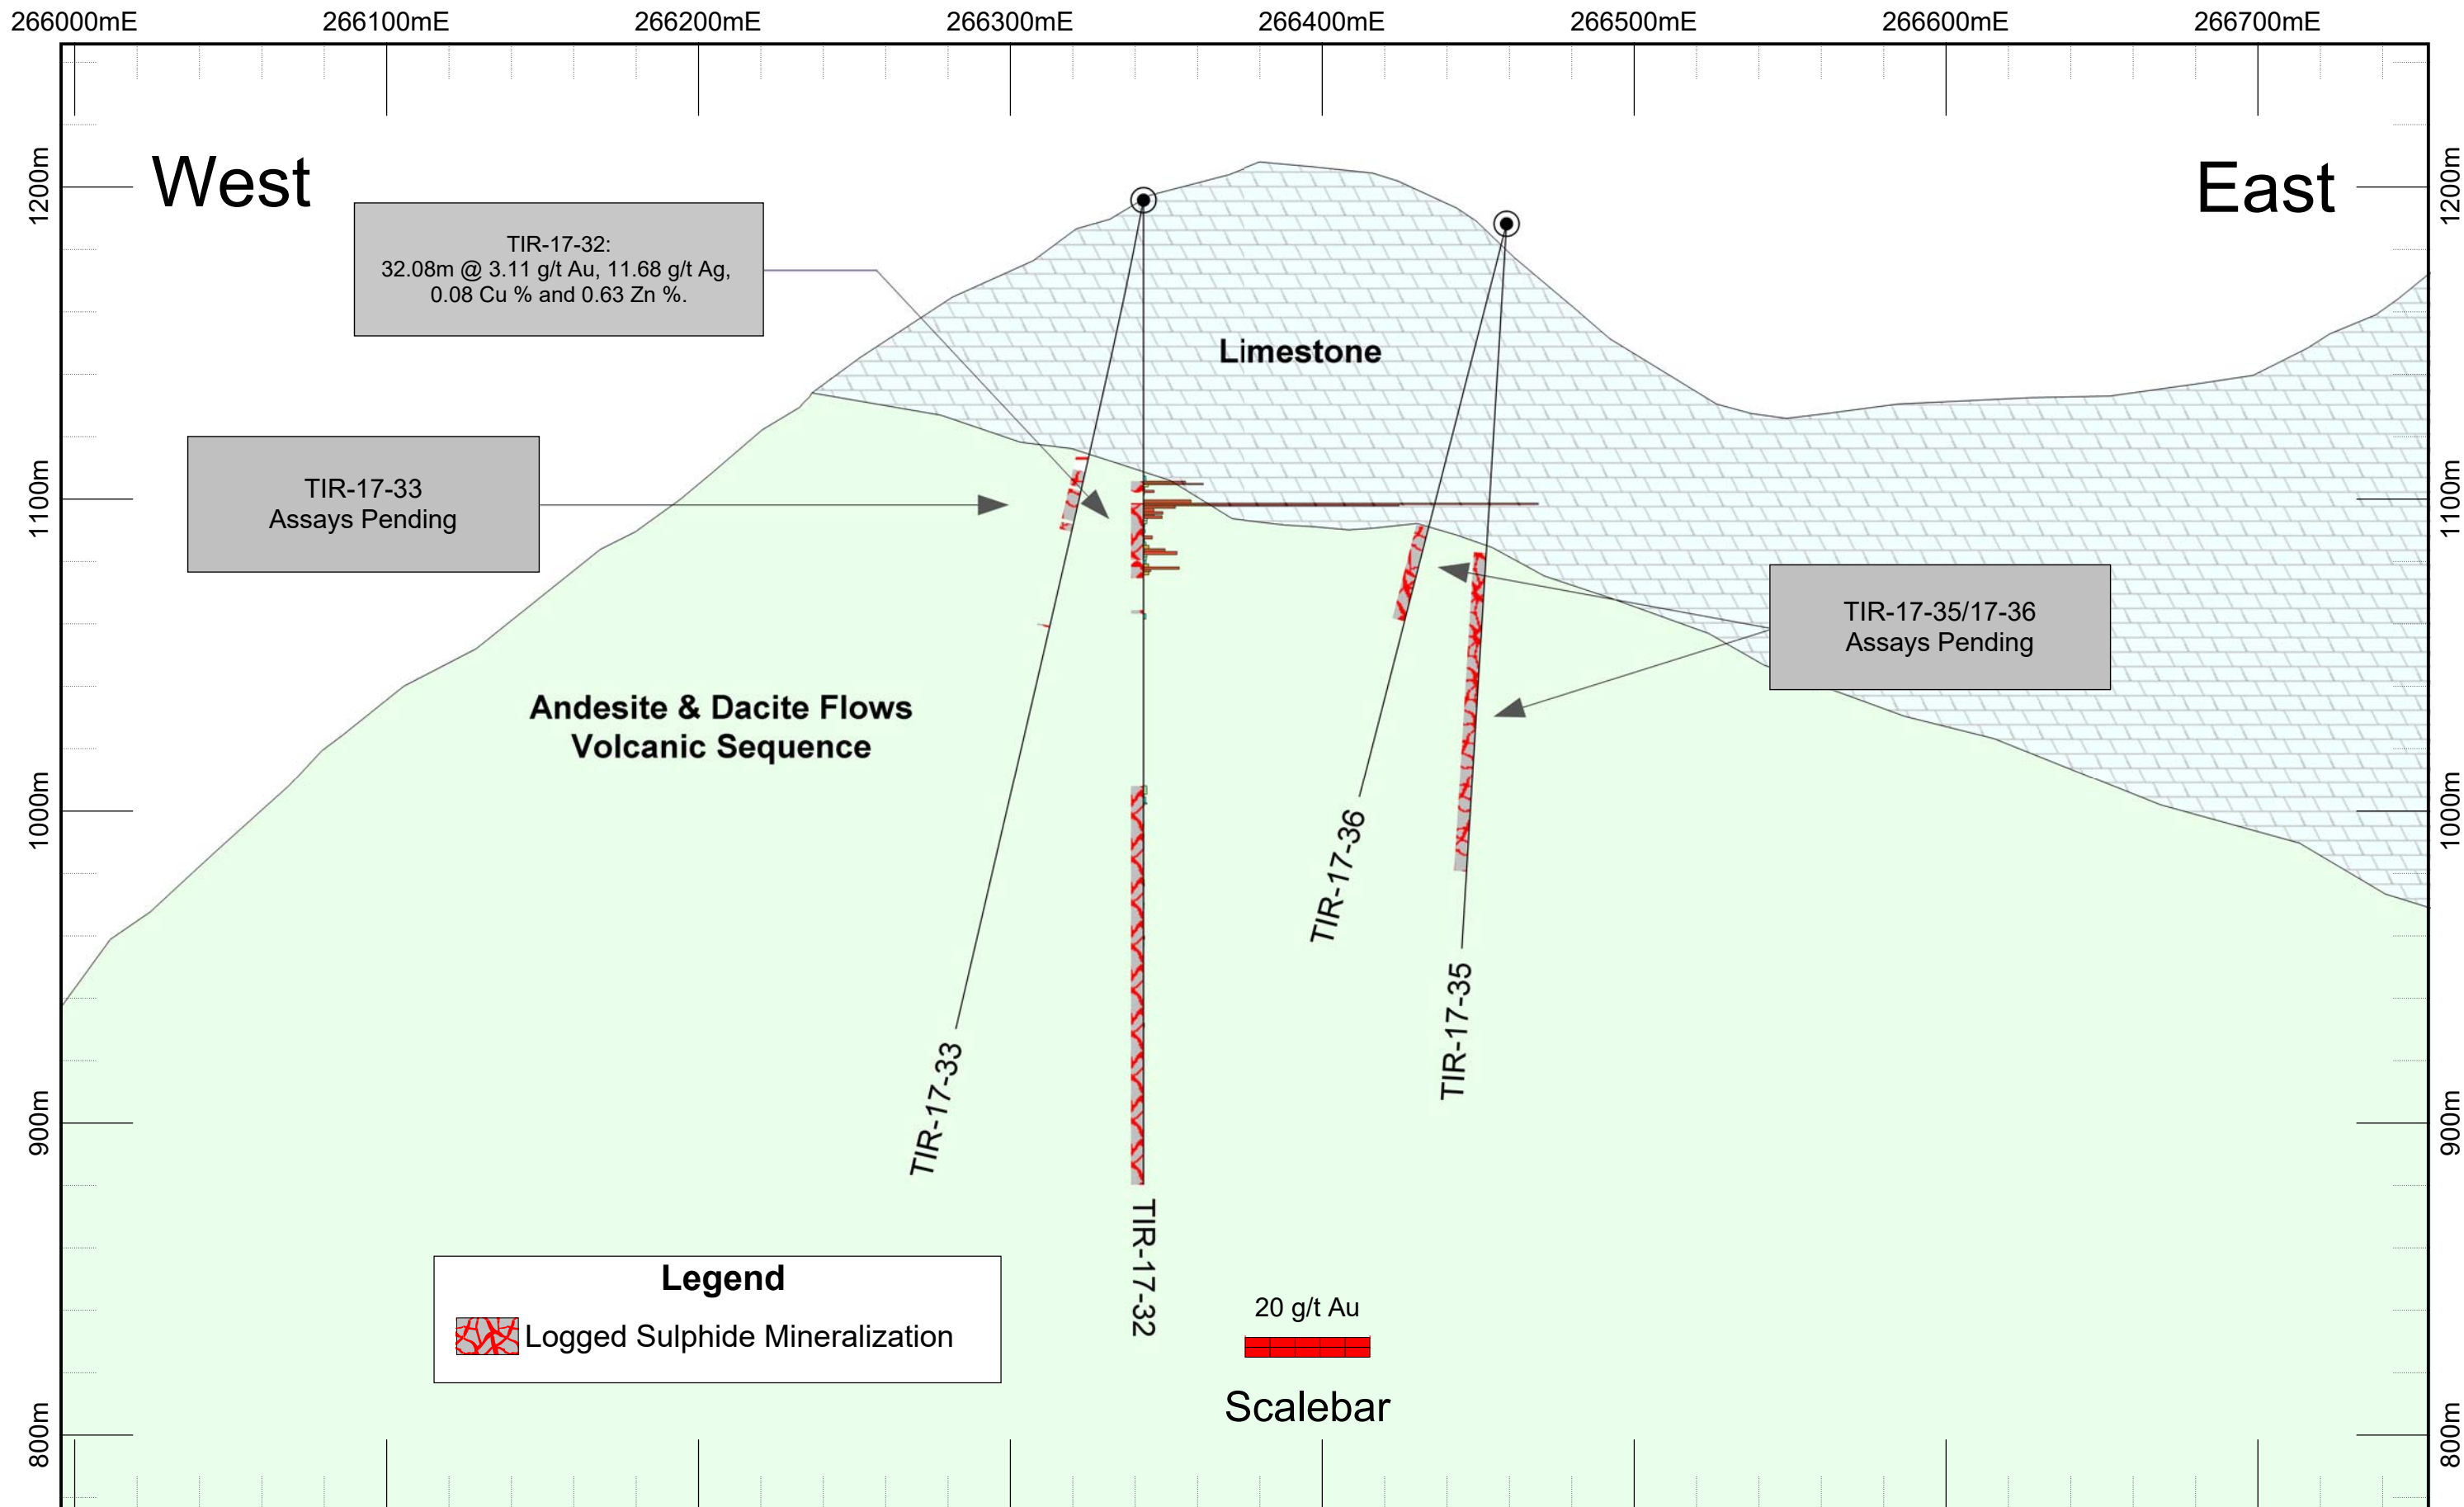 266000mE 266100mE 266200mE 266300mE 266400mE 266500mE 266600mE 266700mE
West
East
1200m
1200m
TIR-17-32:
32.08m @ 3.11 g/t Au, 11.68 g/t Ag,
0.08 Cu % and 0.63 Zn %.
Limestone
TIR-17-33
Assays Pending
1100m
1100m
TIR-17-35/17-36
Assays Pending
Andesite & Dacite Flows
Volcanic Sequence
1000m
1000m
TIR-17-36
TIR-17-35
TIR-17-33
900m
900m
TIR-17-32
Legend
Logged Sulphide Mineralization
20 g/t Au
Scalebar
800m
800m